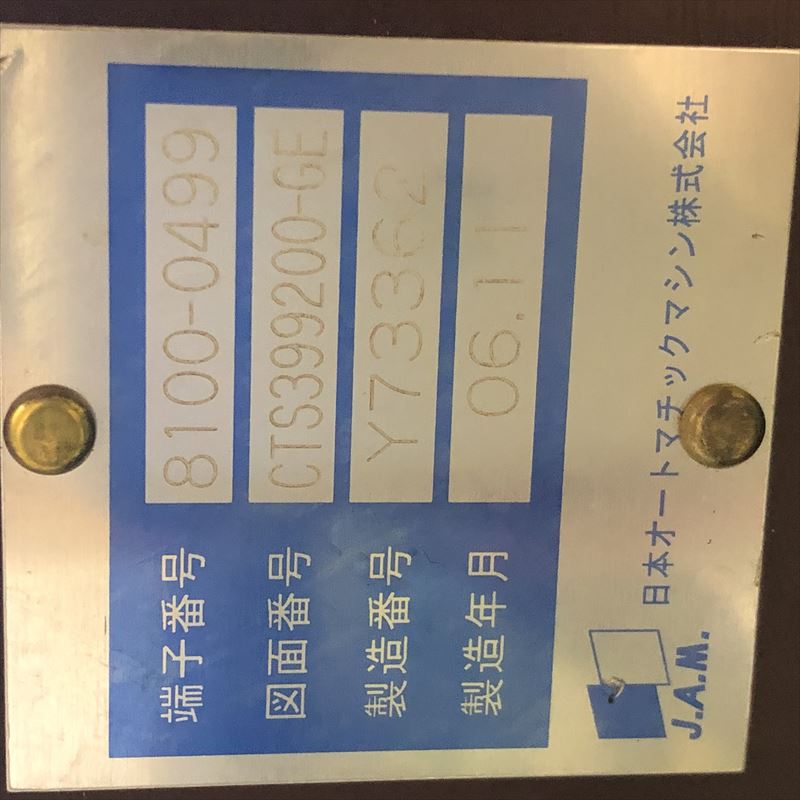 端子番号 8100-0499
図面番号 CTS399200-GE
製造番号 Y73362
製造年月 06.11
J.A.M. 日本オートマチックマシン株式会社